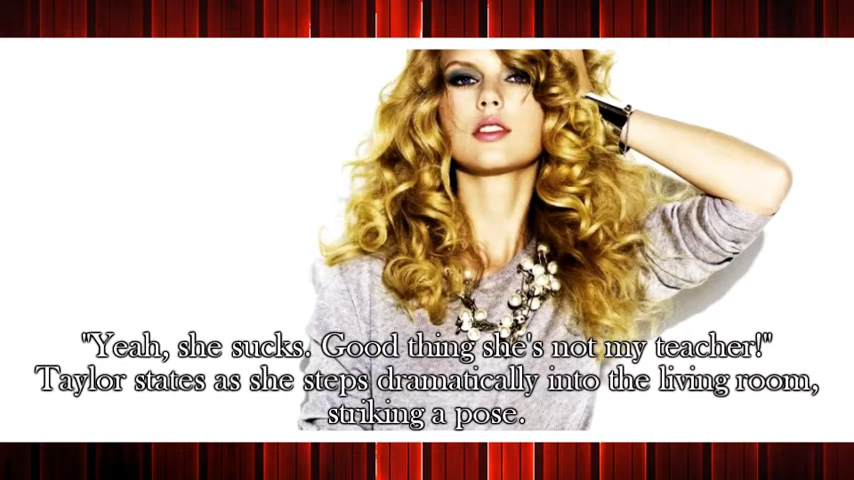 "Yeah, she sucks. Good thing she's not my teacher!"
Taylor states as she steps dramatically into the living room,
striking a pose.